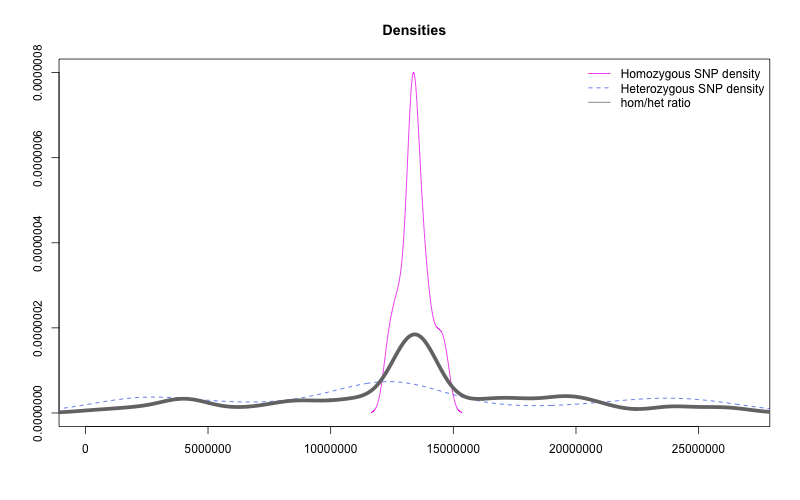 Densities
Homozygous SNP density
Heterozygous SNP density
hom/het ratio
0.0000008
0.0000006
0.0000004
0.0000002
0.0000000
0 5000000 10000000 15000000 20000000 25000000